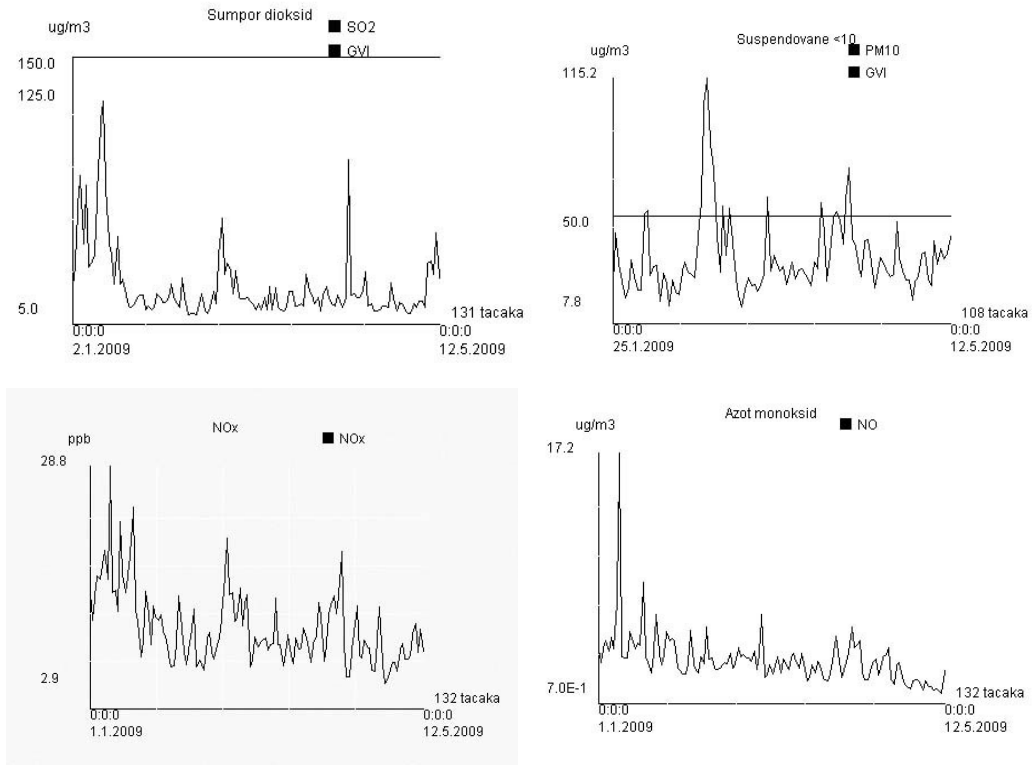 Sumpor dioksid
ug/m3
SO2
GVI
150.0
125.0
5.0
131 tacaka
0:0:0
0:0:0
2.1.2009
12.5.2009
Suspendovane <10
ug/m3
PM10
GVI
115.2
50.0
7.8
108 tacaka
0:0:0
0:0:0
25.1.2009
12.5.2009
NOx
ppb
NOx
28.8
2.9
132 tacaka
0:0:0
0:0:0
1.1.2009
12.5.2009
Azot monoksid
ug/m3
NO
17.2
7.0E-1
132 tacaka
0:0:0
0:0:0
1.1.2009
12.5.2009